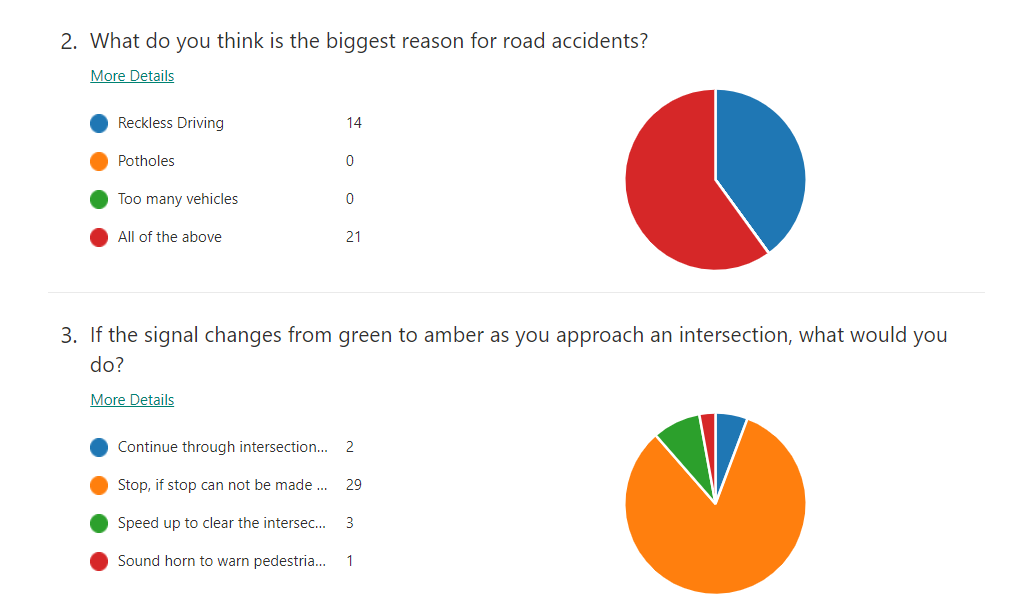 2. What do you think is the biggest reason for road accidents?
More Details
Reckless Driving 14
Potholes 0
Too many vehicles 0
All of the above 21
3. If the signal changes from green to amber as you approach an intersection, what would you
do?
More Details
Continue through intersection... 2
Stop, if stop can not be made ... 29
Speed up to clear the intersec... 3
Sound horn to warn pedestria... 1